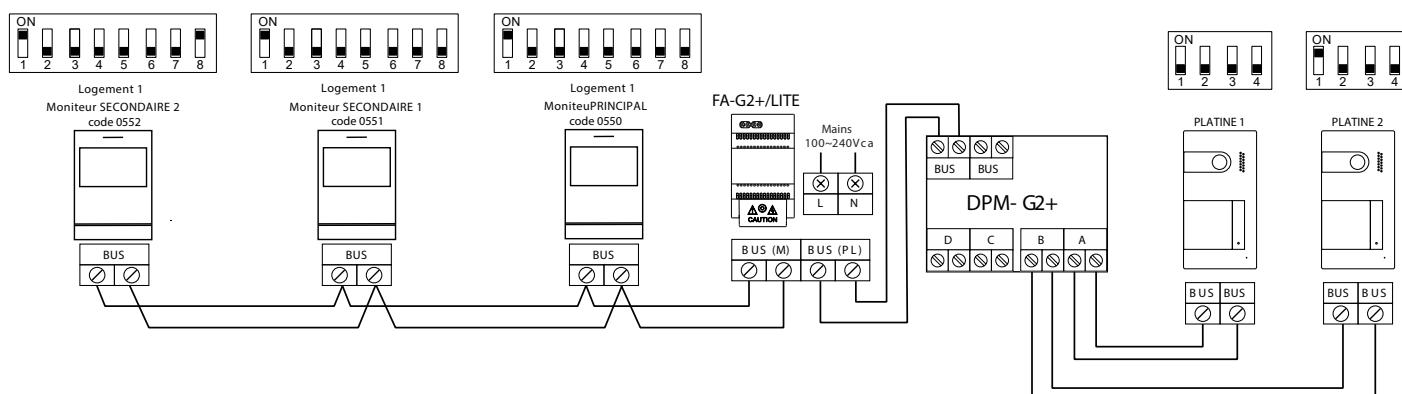 ON
1 2 3 4 5 6 7 8
Logement 1
Moniteur SECONDAIRE 2
code 0552
BUS
ON
1 2 3 4 5 6 7 8
Logement 1
Moniteur SECONDAIRE 1
code 0551
BUS
ON
1 2 3 4 5 6 7 8
Logement 1
MoniteuPRINCIPAL
code 0550
BUS
FA-G2+/LITE
CAUTION
Mains
100~240Vca
L N
BUS (M) BUS (PL)
BUS BUS
DPM- G2+
D C B A
ON
1 2 3 4
PLATINE 1
BUS BUS
ON
1 2 3 4
PLATINE 2
BUS BUS